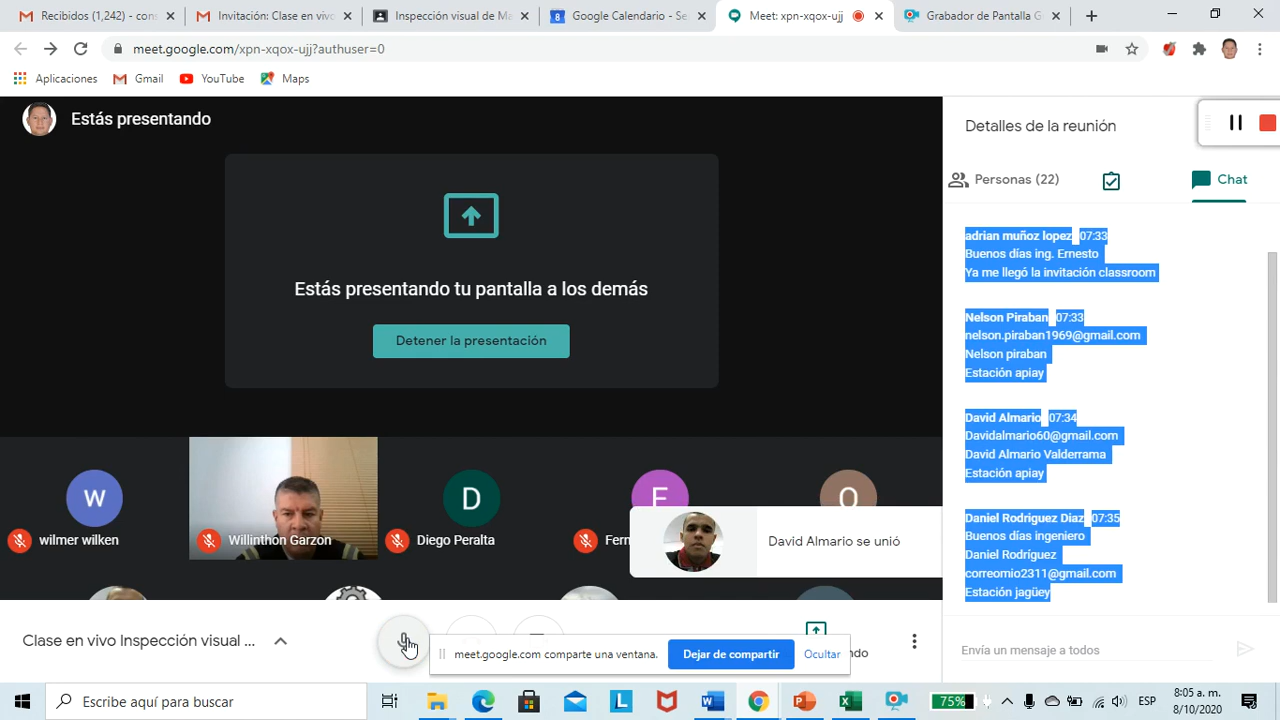 Recibidos (1,242) - con
Invitación: Clase en vivo
Inspección visual de Ma
Google Calendario - Se
Meet: xpn-xqox-ujj
Grabador de Pantalla G
meet.google.com/xpn-xqox-ujj?authuser=0
Aplicaciones
Gmail
YouTube
Maps
Estás presentando
Estás presentando tu pantalla a los demás
Detener la presentación
W
wilmer wilken
Willinthon Garzon
D
Diego Peralta
F
Fern
O
David Almario se unió
Detalles de la reunión
Personas (22)
Chat
adrian muñoz lopez 07:33
Buenos días ing. Ernesto
Ya me llegó la invitación classroom
Nelson Piraban 07:33
nelson.piraban1969@gmail.com
Nelson piraban
Estación apiay
David Almario 07:34
Davidalmario60@gmail.com
David Almario Valderrama
Estación apiay
Daniel Rodriguez Diaz 07:35
Buenos días ingeniero
Daniel Rodríguez
correomio2311@gmail.com
Estación jagüey
Envía un mensaje a todos
Clase en vivo Inspección visual ...
meet.google.com comparte una ventana.
Dejar de compartir
Ocultar
ndo
Escribe aquí para buscar
75%
ESP
8:05 a. m.
8/10/2020